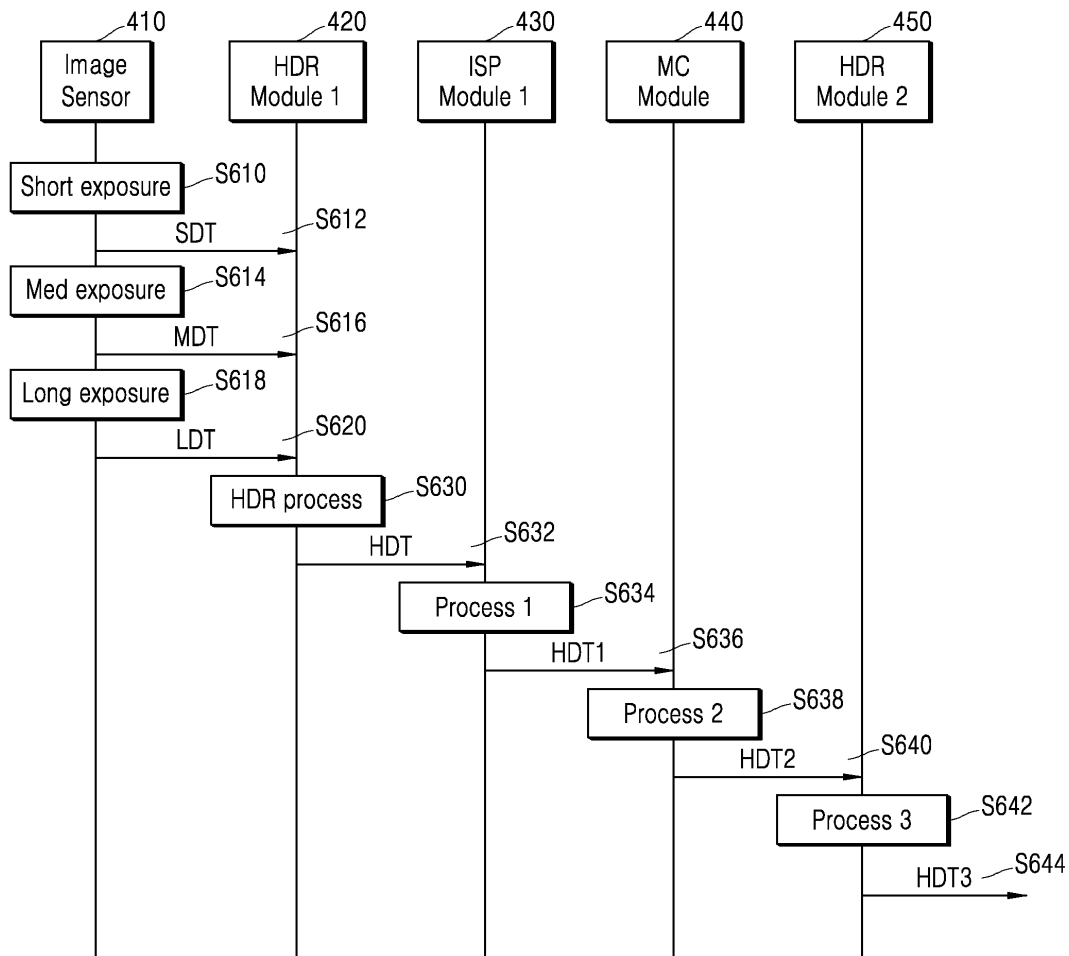 410
420
430
440
450
Image
Sensor
HDR
Module 1
ISP
Module 1
MC
Module
HDR
Module 2
Short exposure
S610
SDT
S612
Med exposure
S614
MDT
S616
Long exposure
S618
LDT
S620
HDR process
S630
HDT
S632
Process 1
S634
HDT1
S636
Process 2
S638
HDT2
S640
Process 3
S642
HDT3
S644